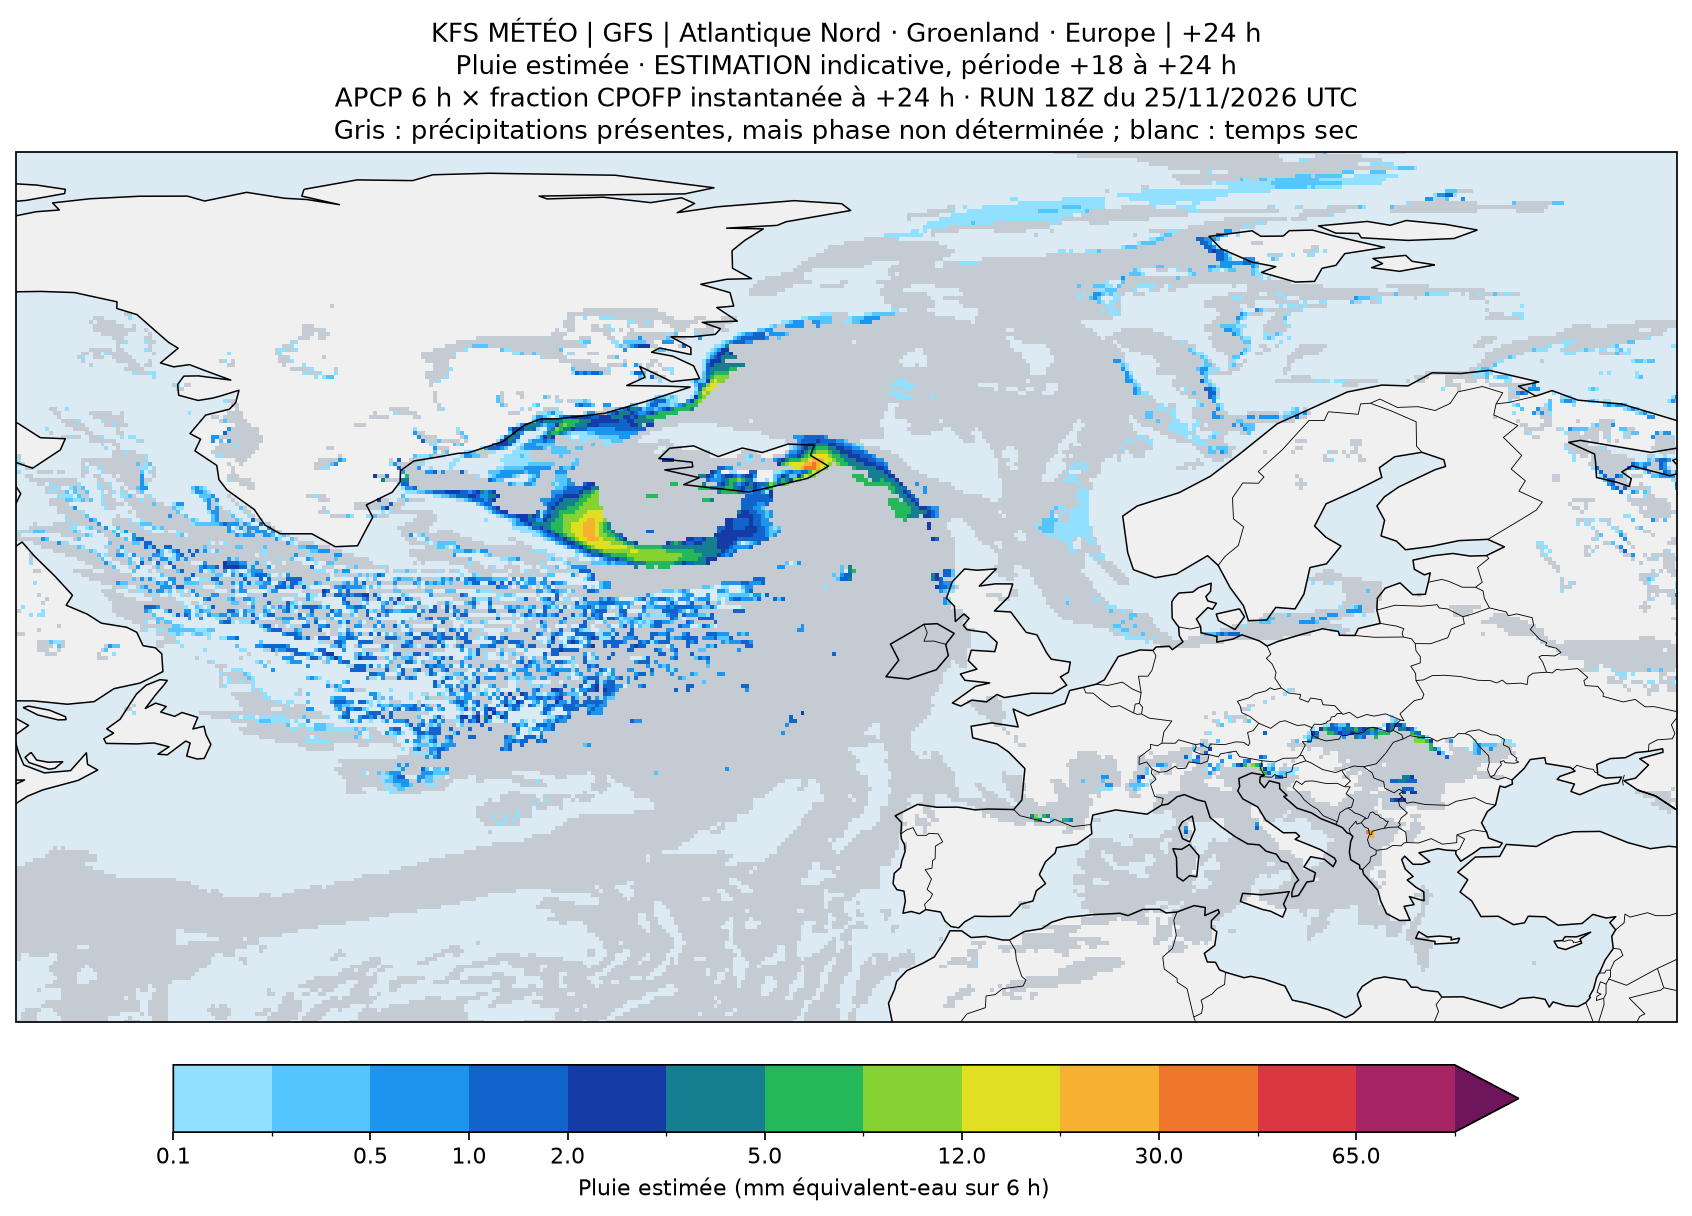 KFS MÉTÉO | GFS | Atlantique Nord · Groenland · Europe | +24 h
Pluie estimée · ESTIMATION indicative, période +18 à +24 h
APCP 6 h × fraction CPOFP instantanée à +24 h · RUN 18Z du 25/11/2026 UTC
Gris : précipitations présentes, mais phase non déterminée ; blanc : temps sec
0.1 0.5 1.0 2.0 5.0 12.0 30.0 65.0
Pluie estimée (mm équivalent-eau sur 6 h)